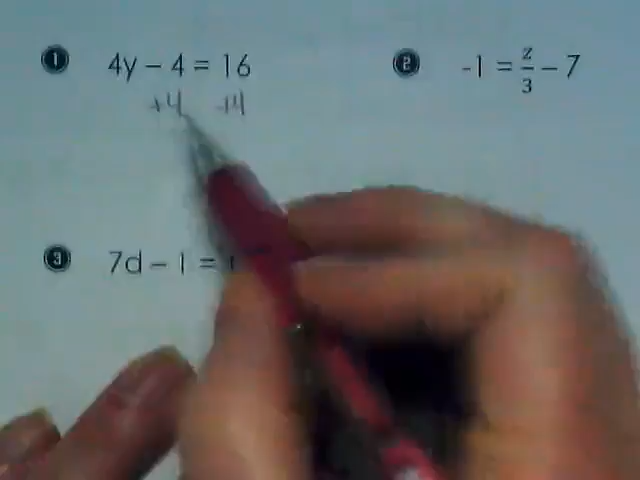 1 4y – 4 = 16
+4 +4
2 -1 = z/3 – 7
3 7d – 1 =